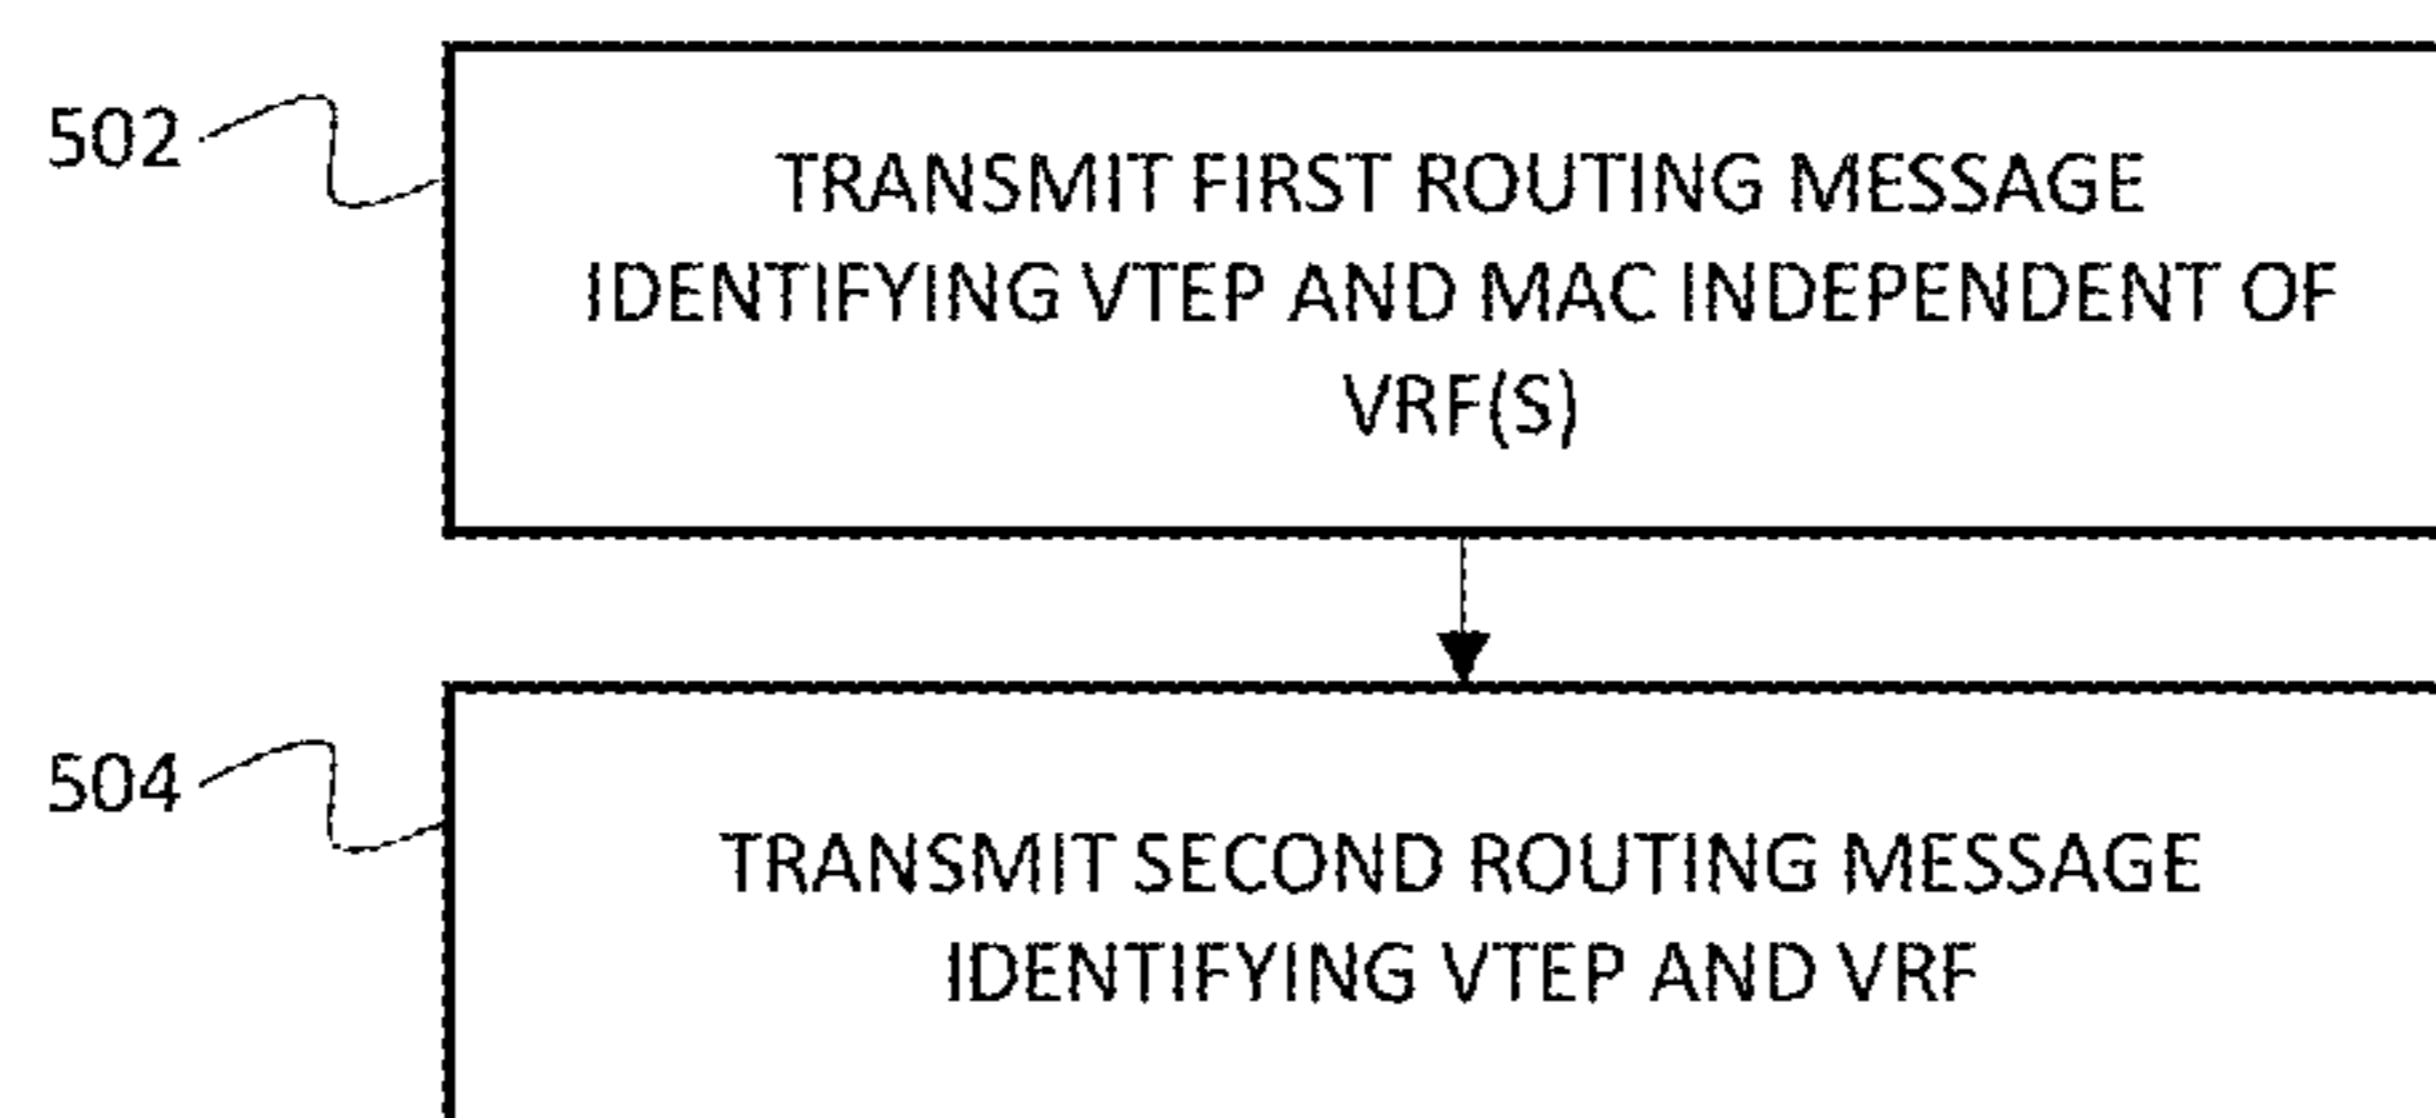 502
TRANSMIT FIRST ROUTING MESSAGE
IDENTIFYING VTEP AND MAC INDEPENDENT OF
VRF(S)
504
TRANSMIT SECOND ROUTING MESSAGE
IDENTIFYING VTEP AND VRF